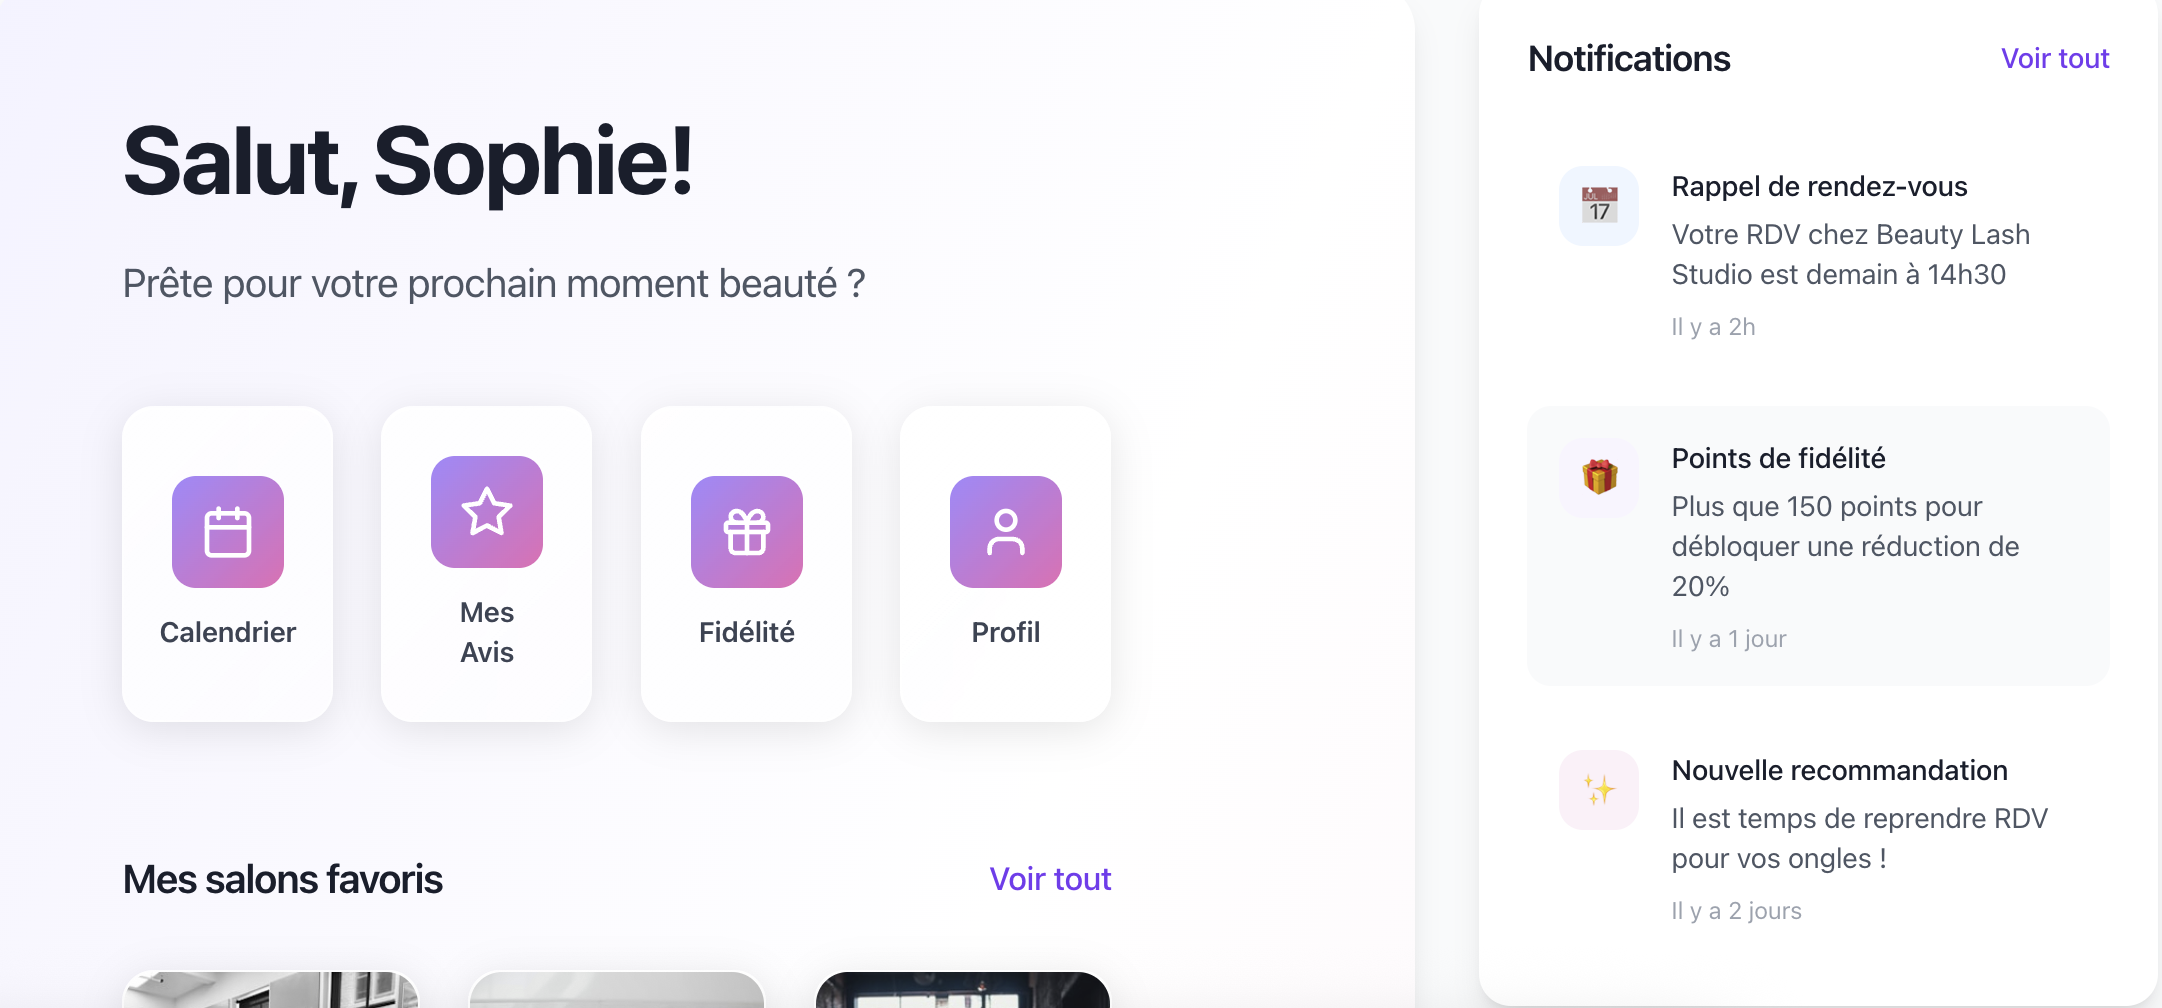 Salut, Sophie!
Prête pour votre prochain moment beauté ?
Calendrier
Mes
Avis
Fidélité
Profil
Mes salons favoris
Voir tout
Notifications
Voir tout
JUL
17
Rappel de rendez-vous
Votre RDV chez Beauty Lash
Studio est demain à 14h30
Il y a 2h
Points de fidélité
Plus que 150 points pour
débloquer une réduction de
20%
Il y a 1 jour
Nouvelle recommandation
Il est temps de reprendre RDV
pour vos ongles !
Il y a 2 jours